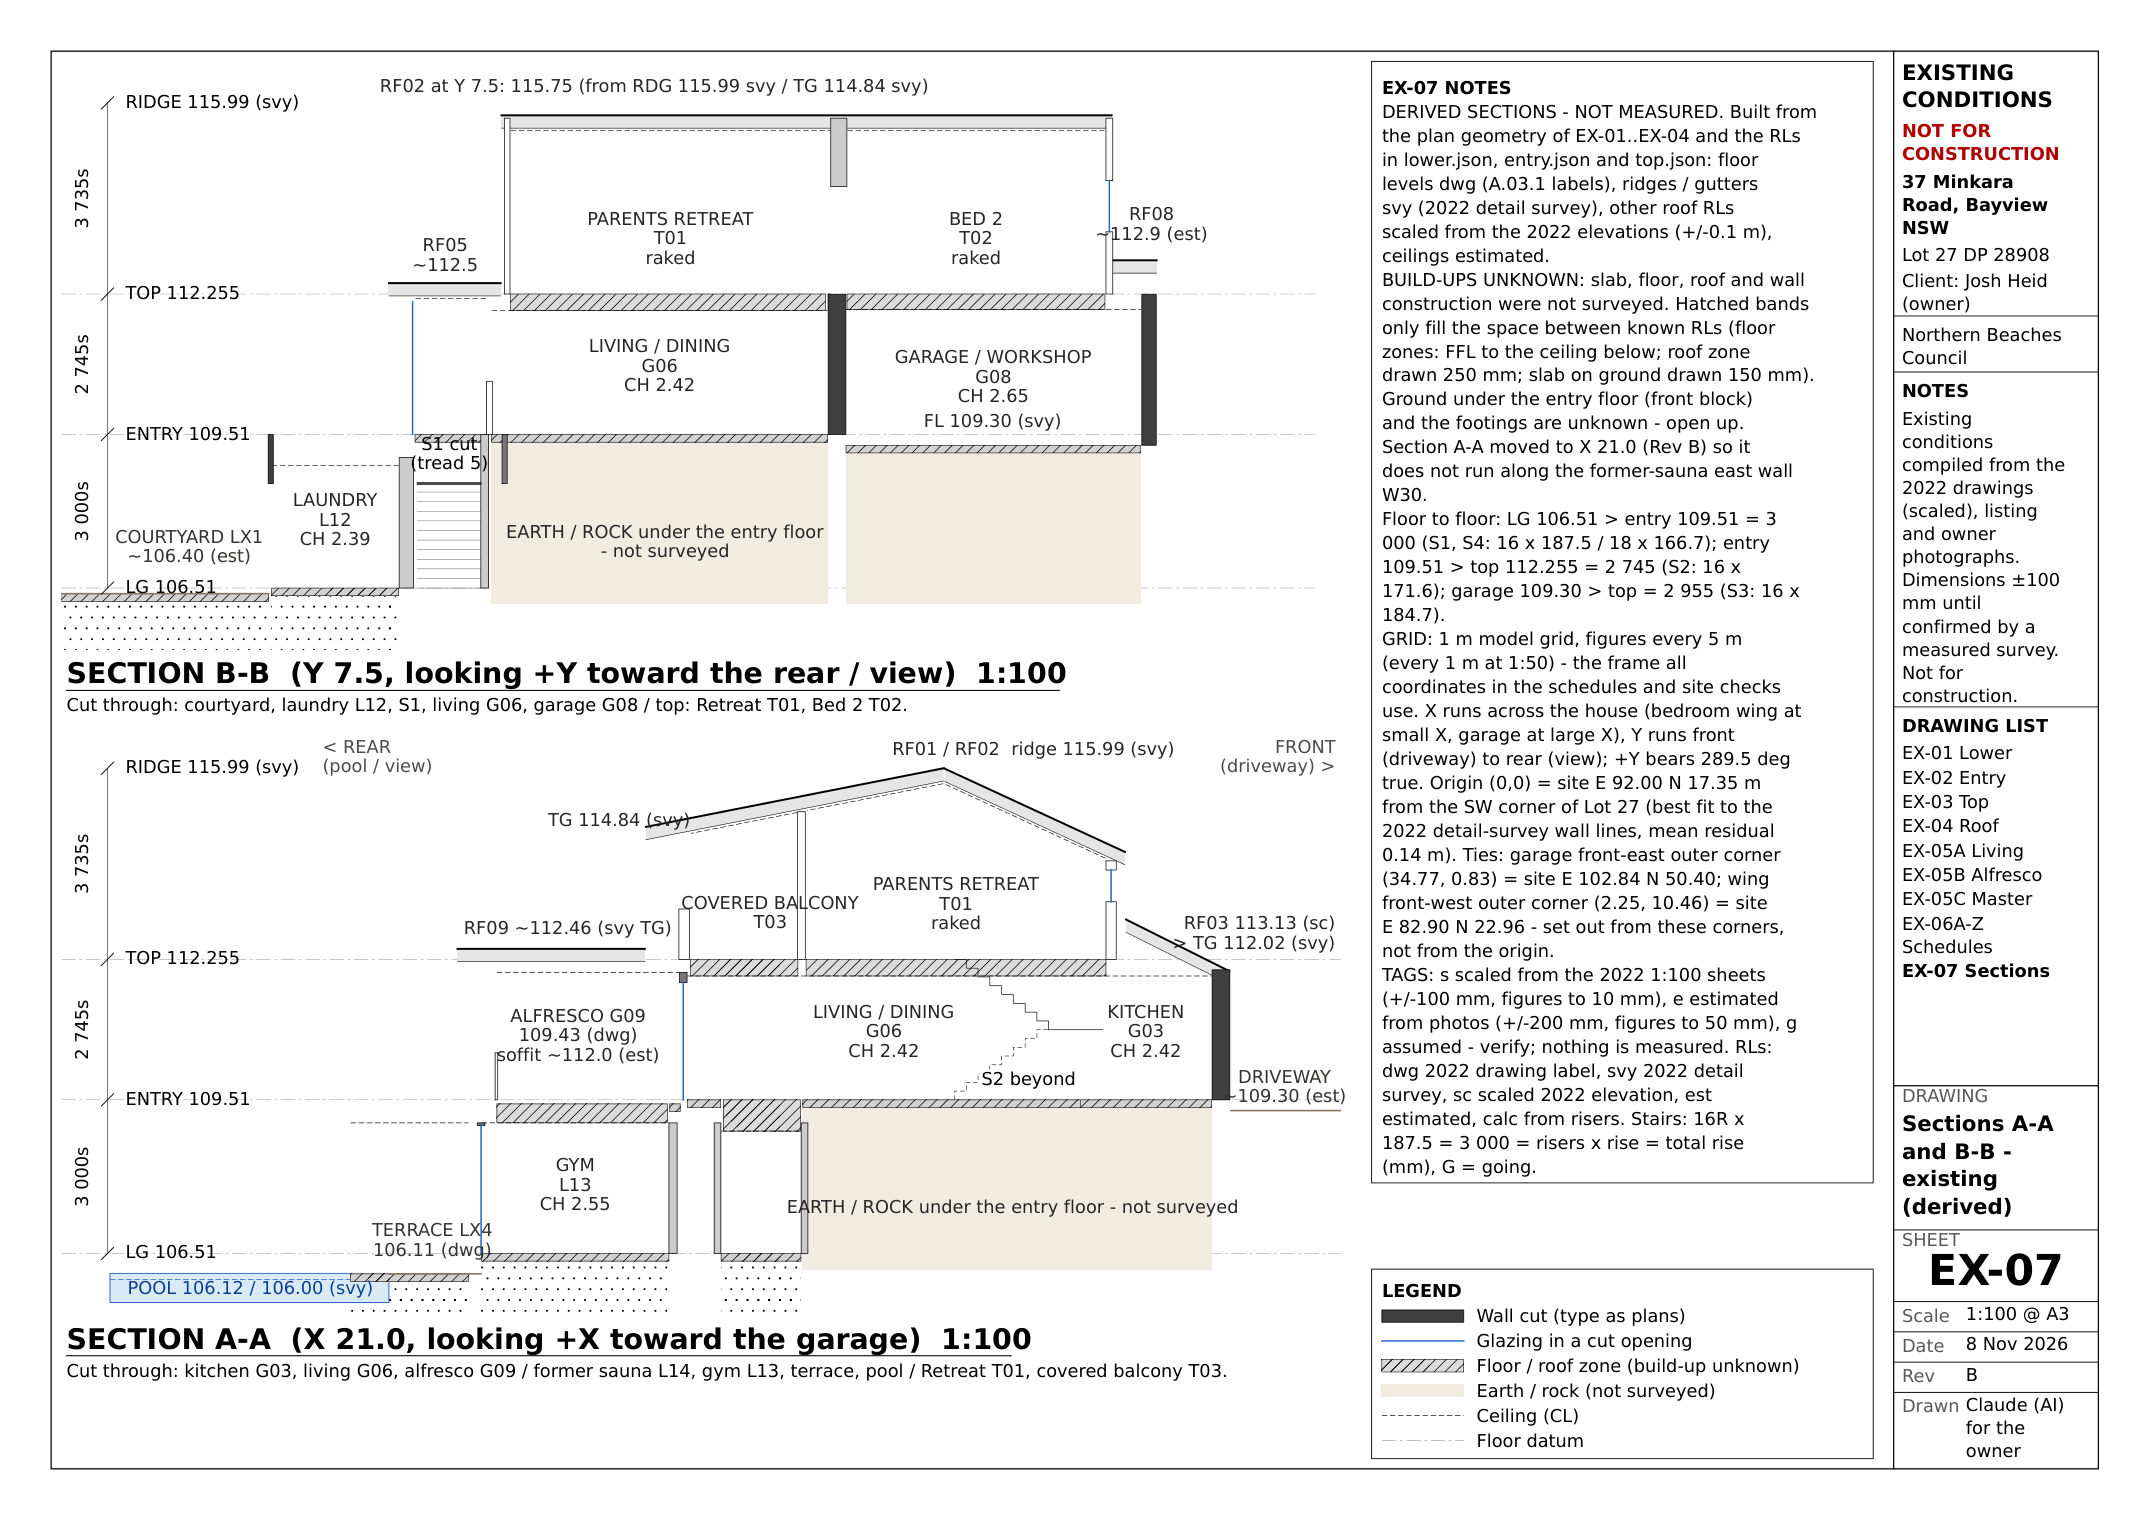 RF02 at Y 7.5: 115.75 (from RDG 115.99 svy / TG 114.84 svy)
RIDGE 115.99 (svy)
3 735s
PARENTS RETREAT
T01
raked
BED 2
T02
raked
RF08
~112.9 (est)
RF05
~112.5
TOP 112.255
2 745s
LIVING / DINING
G06
CH 2.42
GARAGE / WORKSHOP
G08
CH 2.65
FL 109.30 (svy)
ENTRY 109.51
S1 cut
(tread 5)
3 000s
LAUNDRY
L12
CH 2.39
COURTYARD LX1
~106.40 (est)
EARTH / ROCK under the entry floor
- not surveyed
LG 106.51
SECTION B-B (Y 7.5, looking +Y toward the rear / view) 1:100
Cut through: courtyard, laundry L12, S1, living G06, garage G08 / top: Retreat T01, Bed 2 T02.
< REAR
(pool / view)
RF01 / RF02 ridge 115.99 (svy)
FRONT
(driveway) >
RIDGE 115.99 (svy)
TG 114.84 (svy)
3 735s
COVERED BALCONY
T03
PARENTS RETREAT
T01
raked
RF09 ~112.46 (svy TG)
RF03 113.13 (sc)
> TG 112.02 (svy)
TOP 112.255
2 745s
ALFRESCO G09
109.43 (dwg)
soffit ~112.0 (est)
LIVING / DINING
G06
CH 2.42
KITCHEN
G03
CH 2.42
S2 beyond
DRIVEWAY
~109.30 (est)
ENTRY 109.51
3 000s
GYM
L13
CH 2.55
EARTH / ROCK under the entry floor - not surveyed
TERRACE LX4
106.11 (dwg)
LG 106.51
POOL 106.12 / 106.00 (svy)
SECTION A-A (X 21.0, looking +X toward the garage) 1:100
Cut through: kitchen G03, living G06, alfresco G09 / former sauna L14, gym L13, terrace, pool / Retreat T01, covered balcony T03.
EX-07 NOTES
DERIVED SECTIONS - NOT MEASURED. Built from
the plan geometry of EX-01..EX-04 and the RLs
in lower.json, entry.json and top.json: floor
levels dwg (A.03.1 labels), ridges / gutters
svy (2022 detail survey), other roof RLs
scaled from the 2022 elevations (+/-0.1 m),
ceilings estimated.
BUILD-UPS UNKNOWN: slab, floor, roof and wall
construction were not surveyed. Hatched bands
only fill the space between known RLs (floor
zones: FFL to the ceiling below; roof zone
drawn 250 mm; slab on ground drawn 150 mm).
Ground under the entry floor (front block)
and the footings are unknown - open up.
Section A-A moved to X 21.0 (Rev B) so it
does not run along the former-sauna east wall
W30.
Floor to floor: LG 106.51 > entry 109.51 = 3
000 (S1, S4: 16 x 187.5 / 18 x 166.7); entry
109.51 > top 112.255 = 2 745 (S2: 16 x
171.6); garage 109.30 > top = 2 955 (S3: 16 x
184.7).
GRID: 1 m model grid, figures every 5 m
(every 1 m at 1:50) - the frame all
coordinates in the schedules and site checks
use. X runs across the house (bedroom wing at
small X, garage at large X), Y runs front
(driveway) to rear (view); +Y bears 289.5 deg
true. Origin (0,0) = site E 92.00 N 17.35 m
from the SW corner of Lot 27 (best fit to the
2022 detail-survey wall lines, mean residual
0.14 m). Ties: garage front-east outer corner
(34.77, 0.83) = site E 102.84 N 50.40; wing
front-west outer corner (2.25, 10.46) = site
E 82.90 N 22.96 - set out from these corners,
not from the origin.
TAGS: s scaled from the 2022 1:100 sheets
(+/-100 mm, figures to 10 mm), e estimated
from photos (+/-200 mm, figures to 50 mm), g
assumed - verify; nothing is measured. RLs:
dwg 2022 drawing label, svy 2022 detail
survey, sc scaled 2022 elevation, est
estimated, calc from risers. Stairs: 16R x
187.5 = 3 000 = risers x rise = total rise
(mm), G = going.
LEGEND
Wall cut (type as plans)
Glazing in a cut opening
Floor / roof zone (build-up unknown)
Earth / rock (not surveyed)
Ceiling (CL)
Floor datum
EXISTING
CONDITIONS
NOT FOR
CONSTRUCTION
37 Minkara
Road, Bayview
NSW
Lot 27 DP 28908
Client: Josh Heid
(owner)
Northern Beaches
Council
NOTES
Existing
conditions
compiled from the
2022 drawings
(scaled), listing
and owner
photographs.
Dimensions ±100
mm until
confirmed by a
measured survey.
Not for
construction.
DRAWING LIST
EX-01 Lower
EX-02 Entry
EX-03 Top
EX-04 Roof
EX-05A Living
EX-05B Alfresco
EX-05C Master
EX-06A-Z
Schedules
EX-07 Sections
DRAWING
Sections A-A
and B-B -
existing
(derived)
SHEET
EX-07
Scale 1:100 @ A3
Date 8 Nov 2026
Rev B
Drawn Claude (AI)
for the
owner